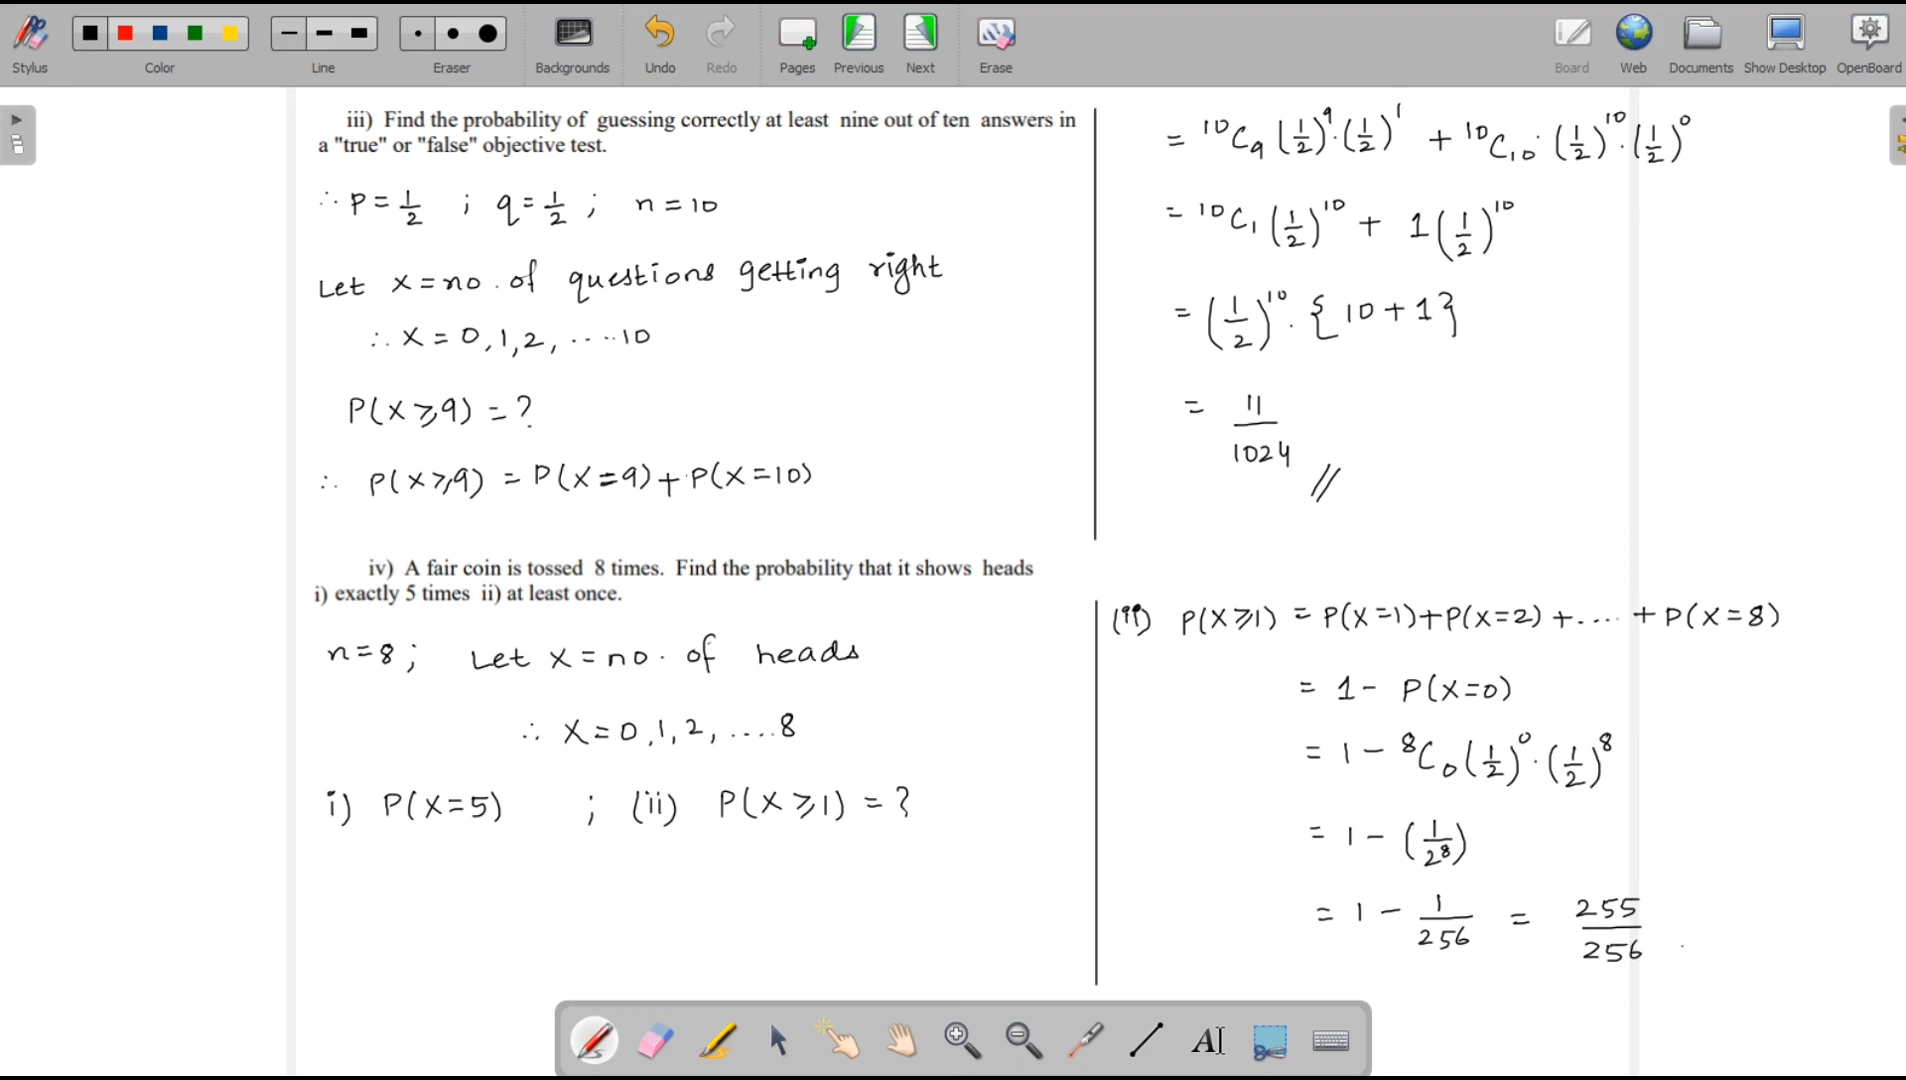 Stylus Color Line Eraser Backgrounds Undo Redo Pages Previous Next Erase Board Web Documents Show Desktop OpenBoard
iii) Find the probability of guessing correctly at least nine out of ten answers in
a "true" or "false" objective test.
∴ p = 1/2 ; q = 1/2 ; n = 10
Let x = no. of questions getting right
∴ X = 0, 1, 2, .....10
P(X ⩾ 9) = ?
∴ P(X ⩾ 9) = P(X = 9) + P(X = 10)
= ¹⁰C₉ (1/2)⁹ · (1/2)¹ + ¹⁰C₁₀ · (1/2)¹⁰ · (1/2)⁰
= ¹⁰C₁ (1/2)¹⁰ + 1 (1/2)¹⁰
= (1/2)¹⁰ · {10 + 1}
= 11/1024 //
iv) A fair coin is tossed 8 times. Find the probability that it shows heads
i) exactly 5 times ii) at least once.
n = 8 ; Let x = no. of heads
∴ X = 0, 1, 2, ....8
i) P(X = 5) ; (ii) P(X ⩾ 1) = ?
(ii) P(X ⩾ 1) = P(X = 1) + P(X = 2) + .... + P(X = 8)
= 1 - P(X = 0)
= 1 - ⁸C₀ (1/2)⁰ · (1/2)⁸
= 1 - (1/2⁸)
= 1 - 1/256 = 255/256